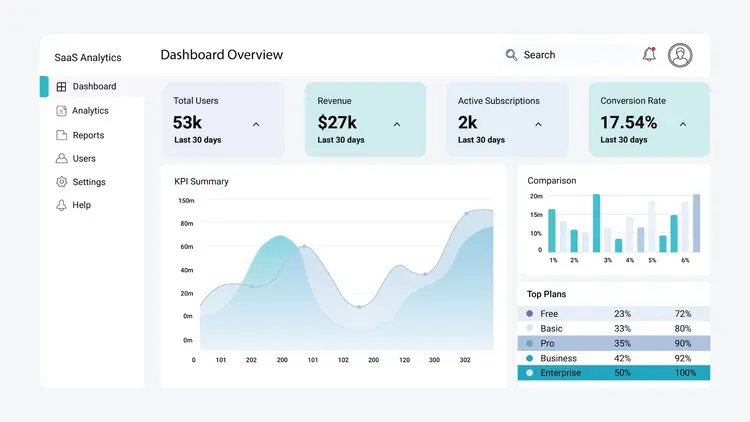 SaaS Analytics
Dashboard Overview
Search
Dashboard
Analytics
Reports
Users
Settings
Help
Total Users
53k
Last 30 days
Revenue
$27k
Last 30 days
Active Subscriptions
2k
Last 30 days
Conversion Rate
17.54%
Last 30 days
KPI Summary
150m
80m
60m
40m
20m
0m
0m
0 101 202 200 101 102 200 120 300 302
Comparison
20m
10%
0
1% 2% 3% 4% 5% 6%
Top Plans
Free 23% 72%
Basic 33% 80%
Pro 35% 90%
Business 42% 92%
Enterprise 50% 100%